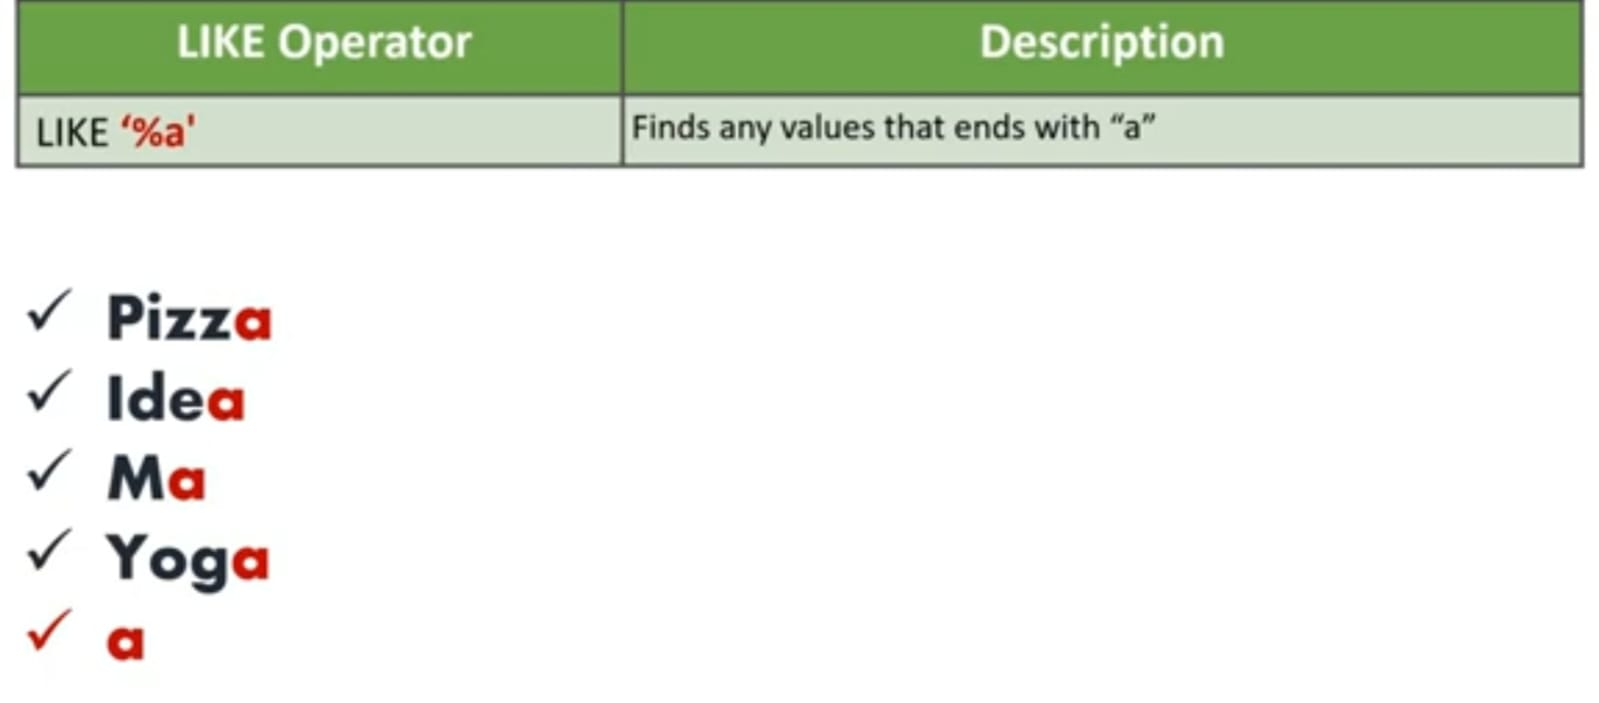 LIKE Operator Description
LIKE ‘%a' Finds any values that ends with “a”
✓ Pizza
✓ Idea
✓ Ma
✓ Yoga
✓ a